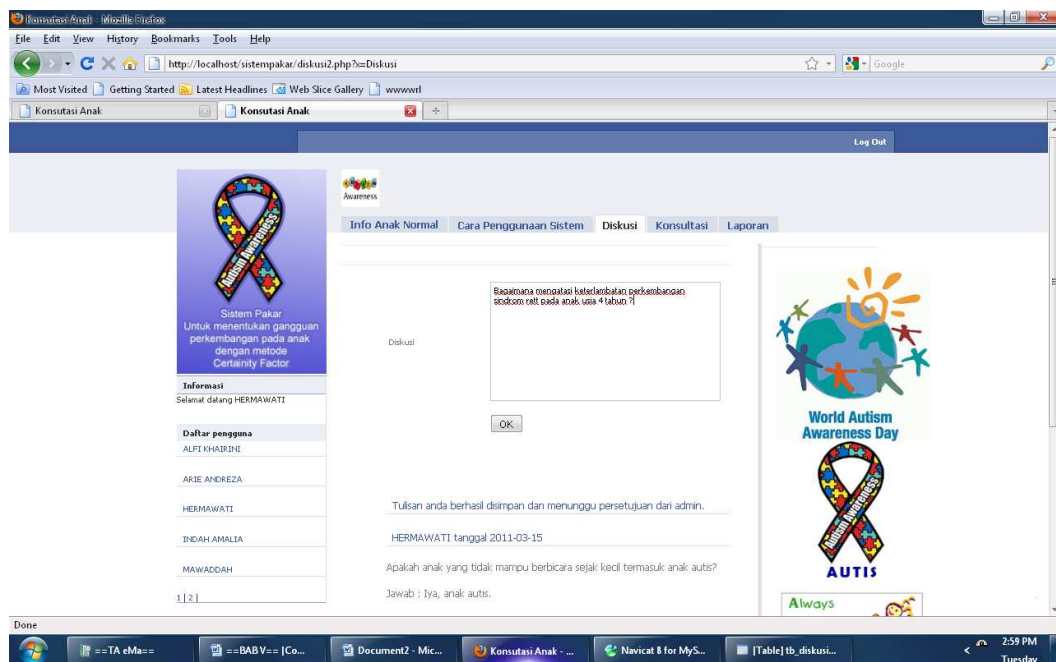 Konsutasi Anak - Mozilla Firefox
File Edit View History Bookmarks Tools Help
http://localhost/sistempakar/diskusi2.php?x=Diskusi
Google
Most Visited Getting Started Latest Headlines Web Slice Gallery wwwwrl
Konsutasi Anak
Konsutasi Anak
Log Out
Autism Awareness
Sistem Pakar
Untuk menentukan gangguan
perkembangan pada anak
dengan metode
Certainity Factor
Informasi
Selamat datang HERMAWATI
Daftar pengguna
ALFI KHAIRINI
ARIE ANDREZA
HERMAWATI
INDAH AMALIA
MAWADDAH
1 | 2 |
Awareness
Info Anak Normal Cara Penggunaan Sistem Diskusi Konsultasi Laporan
Diskusi
Bagaimana mengatasi keterlambatan perkembangan
sindrom rett pada anak usia 4 tahun ?
OK
Tulisan anda berhasil disimpan dan menunggu persetujuan dari admin.
HERMAWATI tanggal 2011-03-15
Apakah anak yang tidak mampu berbicara sejak kecil termasuk anak autis?
Jawab : Iya, anak autis.
World Autism
Awareness Day
Autism Awareness
AUTIS
Always
Done
==TA eMa==
==BAB V== [Co...
Document2 - Mic...
Konsutasi Anak - ...
Navicat 8 for MyS...
[Table] tb_diskusi...
2:59 PM
Tuesday